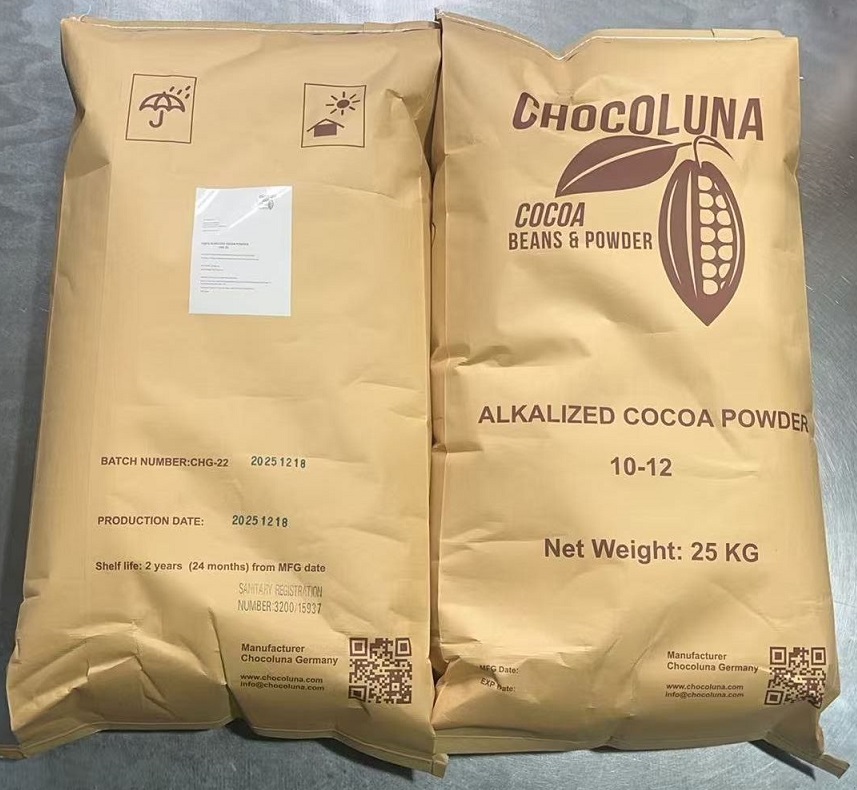 BATCH NUMBER:CHG-22 20251218
PRODUCTION DATE: 20251218
Shelf life: 2 years (24 months) from MFG date
SANITARY REGISTRATION
NUMBER:3200/15937
Manufacturer
Chocoluna Germany
www.chocoluna.com
info@chocoluna.com
CHOCOLUNA
COCOA
BEANS & POWDER
ALKALIZED COCOA POWDER
10-12
Net Weight: 25 KG
MFG Date:
EXP Date:
Manufacturer
Chocoluna Germany
www.chocoluna.com
info@chocoluna.com